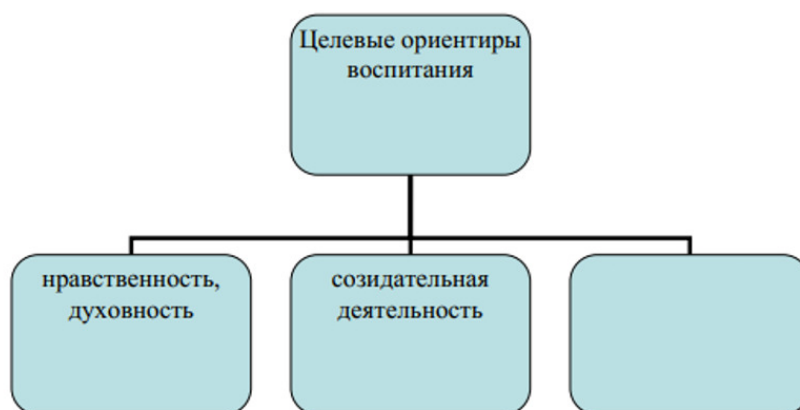 Целевые ориентиры
воспитания
нравственность,
духовность
созидательная
деятельность